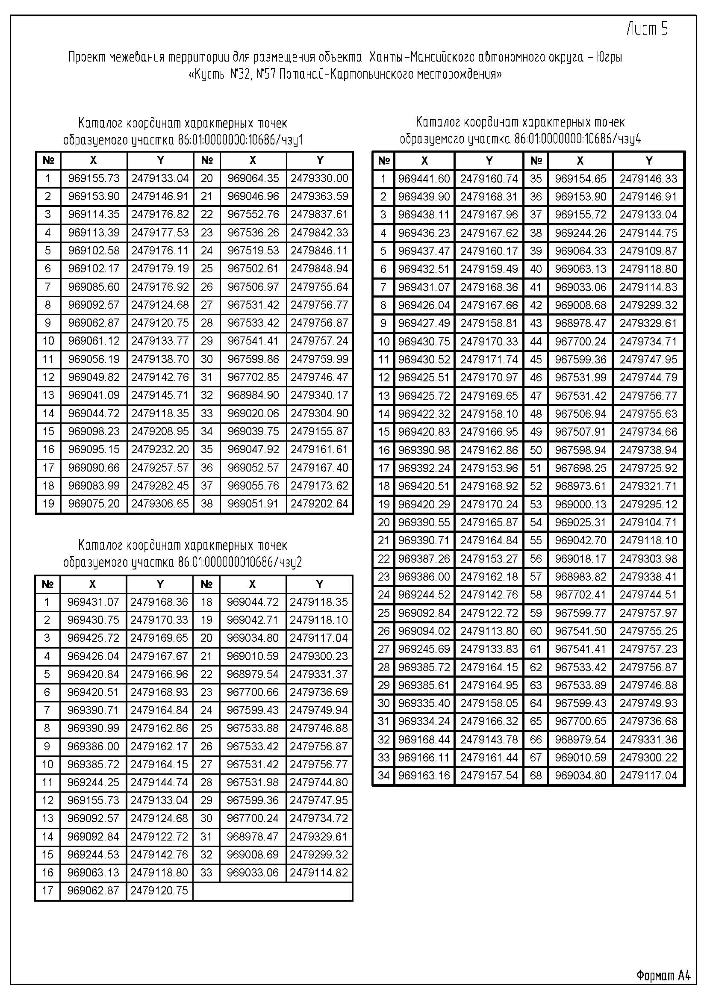 Лист 5
Проект межевания территории для размещения объекта Ханты-Мансийского автономного округа - Югры
«Кусты №32, №57 Потанай-Картопьинского месторождения»
Каталог координат характерных точек
образуемого участка 86:01:0000000:10686/чзу1
№ X Y № X Y
1 969155.73 2479133.04 20 969064.35 2479330.00
2 969153.90 2479146.91 21 969046.96 2479363.59
3 969114.35 2479176.82 22 967552.76 2479837.61
4 969113.39 2479177.53 23 967536.26 2479842.33
5 969102.58 2479176.11 24 967519.53 2479846.11
6 969102.17 2479179.19 25 967502.61 2479848.94
7 969085.60 2479176.92 26 967506.97 2479755.64
8 969092.57 2479124.68 27 967531.42 2479756.77
9 969062.87 2479120.75 28 967533.42 2479756.87
10 969061.12 2479133.77 29 967541.41 2479757.24
11 969056.19 2479138.70 30 967599.86 2479759.99
12 969049.82 2479142.76 31 967702.85 2479746.47
13 969041.09 2479145.71 32 968984.90 2479340.17
14 969044.72 2479118.35 33 969020.06 2479304.90
15 969098.23 2479208.95 34 969039.75 2479155.87
16 969095.15 2479232.20 35 969047.92 2479161.61
17 969090.66 2479257.57 36 969052.57 2479167.40
18 969083.99 2479282.45 37 969055.76 2479173.62
19 969075.20 2479306.65 38 969051.91 2479202.64
Каталог координат характерных точек
образуемого участка 86:01:000000010686/чзу2
№ X Y № X Y
1 969431.07 2479168.36 18 969044.72 2479118.35
2 969430.75 2479170.33 19 969042.71 2479118.10
3 969425.72 2479169.65 20 969034.80 2479117.04
4 969426.04 2479167.67 21 969010.59 2479300.23
5 969420.84 2479166.96 22 968979.54 2479331.37
6 969420.51 2479168.93 23 967700.66 2479736.69
7 969390.71 2479164.84 24 967599.43 2479749.94
8 969390.99 2479162.86 25 967533.88 2479746.88
9 969386.00 2479162.17 26 967533.42 2479756.87
10 969385.72 2479164.15 27 967531.42 2479756.77
11 969244.25 2479144.74 28 967531.98 2479744.80
12 969155.73 2479133.04 29 967599.36 2479747.95
13 969092.57 2479124.68 30 967700.24 2479734.72
14 969092.84 2479122.72 31 968978.47 2479329.61
15 969244.53 2479142.76 32 969008.69 2479299.32
16 969063.13 2479118.80 33 969033.06 2479114.82
17 969062.87 2479120.75
Каталог координат характерных точек
образуемого участка 86:01:0000000:10686/чзу4
№ X Y № X Y
1 969441.60 2479160.74 35 969154.65 2479146.33
2 969439.90 2479168.31 36 969153.90 2479146.91
3 969438.11 2479167.96 37 969155.72 2479133.04
4 969436.23 2479167.62 38 969244.26 2479144.75
5 969437.47 2479160.17 39 969064.33 2479109.87
6 969432.51 2479159.49 40 969063.13 2479118.80
7 969431.07 2479168.36 41 969033.06 2479114.83
8 969426.04 2479167.66 42 969008.68 2479299.32
9 969427.49 2479158.81 43 968978.47 2479329.61
10 969430.75 2479170.33 44 967700.24 2479734.71
11 969430.52 2479171.74 45 967599.36 2479747.95
12 969425.51 2479170.97 46 967531.99 2479744.79
13 969425.72 2479169.65 47 967531.42 2479756.77
14 969422.32 2479158.10 48 967506.94 2479755.63
15 969420.83 2479166.95 49 967507.91 2479734.66
16 969390.98 2479162.86 50 967598.94 2479738.94
17 969392.24 2479153.96 51 967698.25 2479725.92
18 969420.51 2479168.92 52 968973.61 2479321.71
19 969420.29 2479170.24 53 969000.13 2479295.12
20 969390.55 2479165.87 54 969025.31 2479104.71
21 969390.71 2479164.84 55 969042.70 2479118.10
22 969387.26 2479153.27 56 969018.17 2479303.98
23 969386.00 2479162.18 57 968983.82 2479338.41
24 969244.52 2479142.76 58 967702.41 2479744.51
25 969092.84 2479122.72 59 967599.77 2479757.97
26 969094.02 2479113.80 60 967541.50 2479755.25
27 969245.69 2479133.83 61 967541.41 2479757.23
28 969385.72 2479164.15 62 967533.42 2479756.87
29 969385.61 2479164.95 63 967533.89 2479746.88
30 969335.40 2479158.05 64 967599.43 2479749.93
31 969334.24 2479166.32 65 967700.65 2479736.68
32 969168.44 2479143.78 66 968979.54 2479331.36
33 969166.11 2479161.44 67 969010.59 2479300.22
34 969163.16 2479157.54 68 969034.80 2479117.04
Формат А4